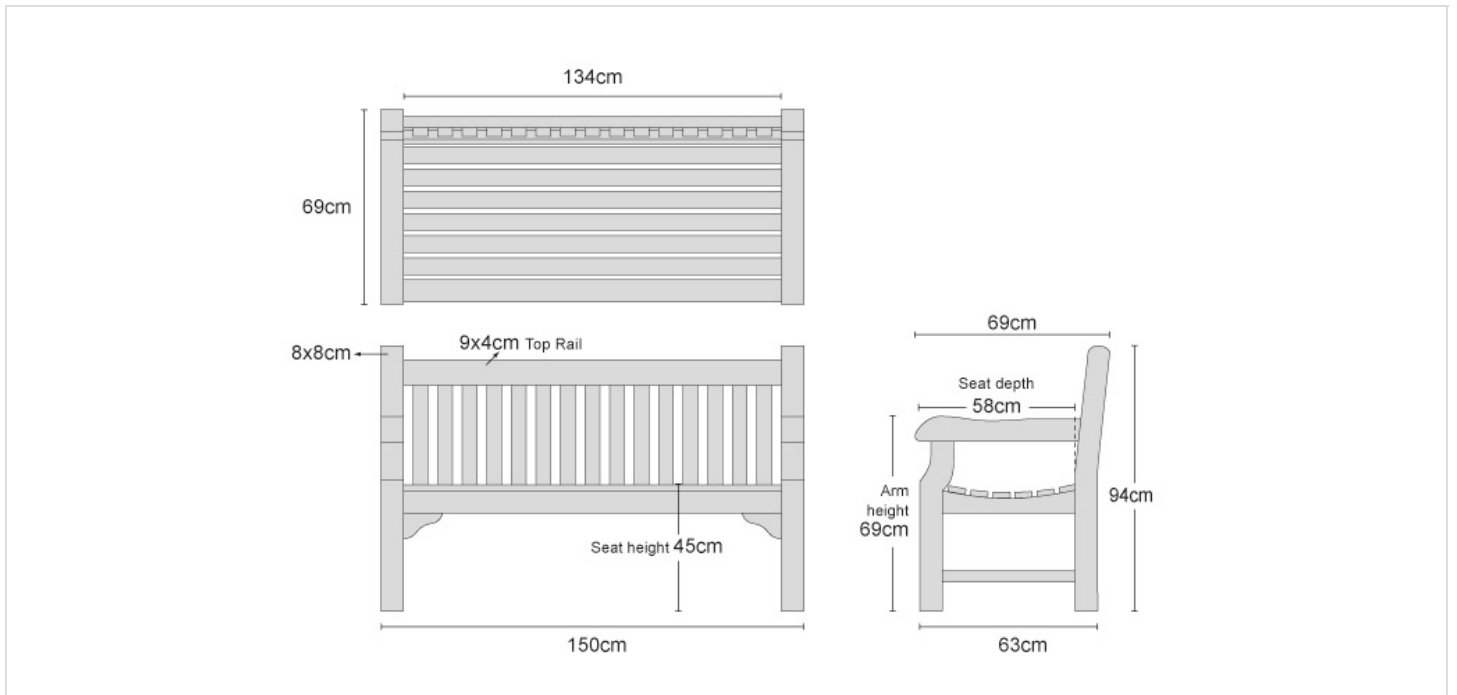 134cm
69cm
8x8cm
9x4cm Top Rail
Seat height 45cm
150cm
69cm
Seat depth
58cm
Arm
height
69cm
94cm
63cm